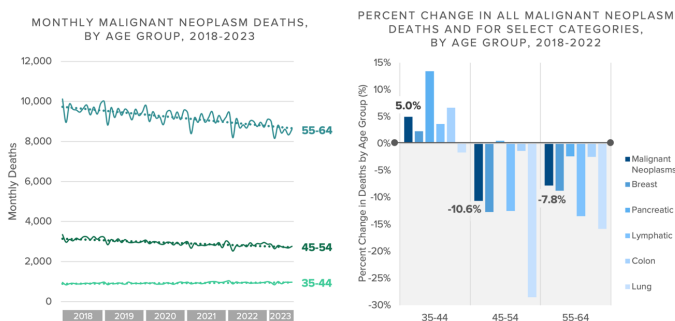 MONTHLY MALIGNANT NEOPLASM DEATHS,
BY AGE GROUP, 2018-2023
12,000
10,000
8,000
6,000
4,000
2,000
0
Monthly Deaths
55-64
45-54
35-44
2018 2019 2020 2021 2022 2023
PERCENT CHANGE IN ALL MALIGNANT NEOPLASM
DEATHS AND FOR SELECT CATEGORIES,
BY AGE GROUP, 2018-2022
15%
10%
5%
0%
-5%
-10%
-15%
-20%
-25%
-30%
Percent Change in Deaths by Age Group (%)
5.0%
-10.6%
-7.8%
35-44 45-54 55-64
Malignant
Neoplasms
Breast
Pancreatic
Lymphatic
Colon
Lung